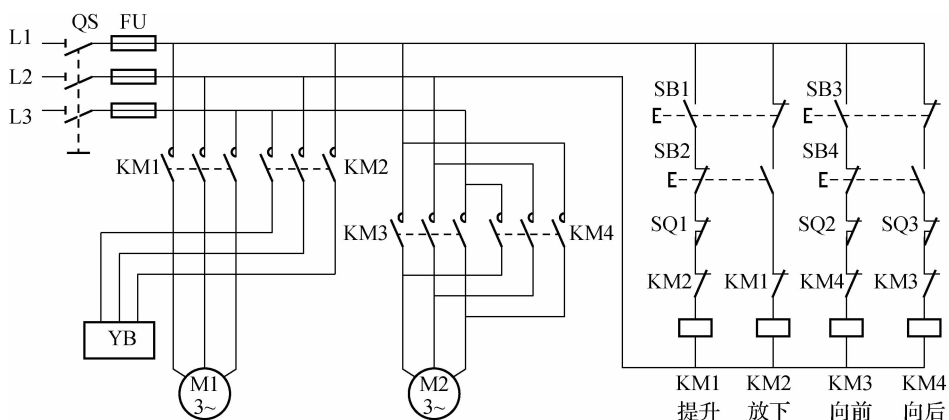 QS FU
L1
L2
L3
KM1 KM2
KM3 KM4
YB
M1
3~
M2
3~
SB1 SB3
SB2 SB4
SQ1 SQ2 SQ3
KM2 KM1 KM4 KM3
KM1 KM2 KM3 KM4
提升 放下 向前 向后